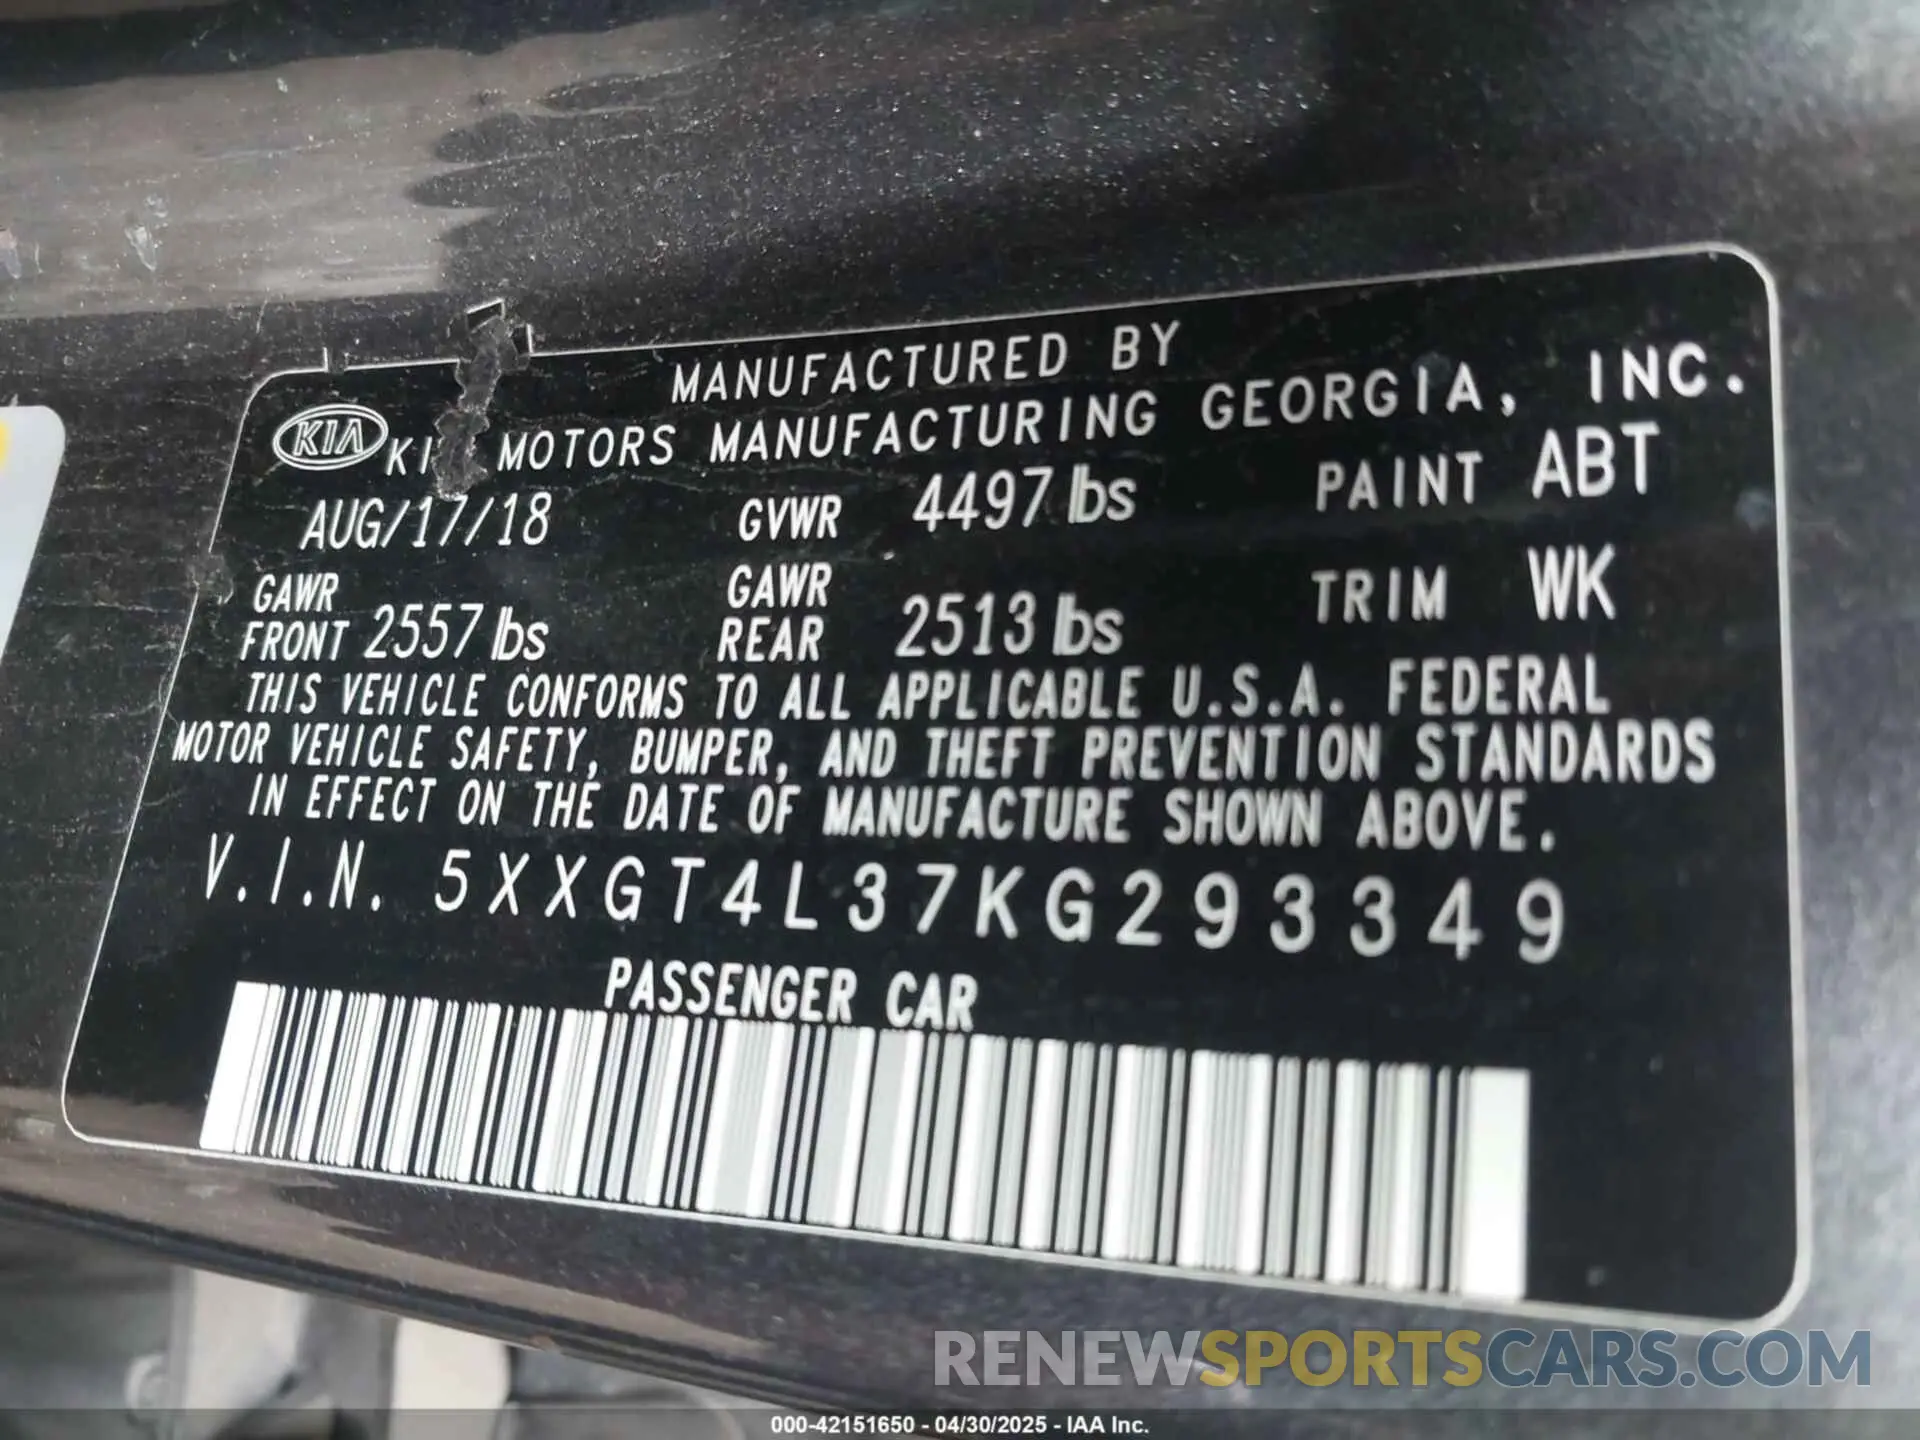 MANUFACTURED BY
KIA KI MOTORS MANUFACTURING GEORGIA, INC.
AUG/17/18 GVWR 4497 lbs PAINT ABT
GAWR FRONT 2557 lbs GAWR REAR 2513 lbs TRIM WK
THIS VEHICLE CONFORMS TO ALL APPLICABLE U.S.A. FEDERAL
MOTOR VEHICLE SAFETY, BUMPER, AND THEFT PREVENTION STANDARDS
IN EFFECT ON THE DATE OF MANUFACTURE SHOWN ABOVE.
V.I.N. 5XXGT4L37KG293349
PASSENGER CAR
RENEWSPORTSCARS.COM
000-42151650 - 04/30/2025 - IAA Inc.